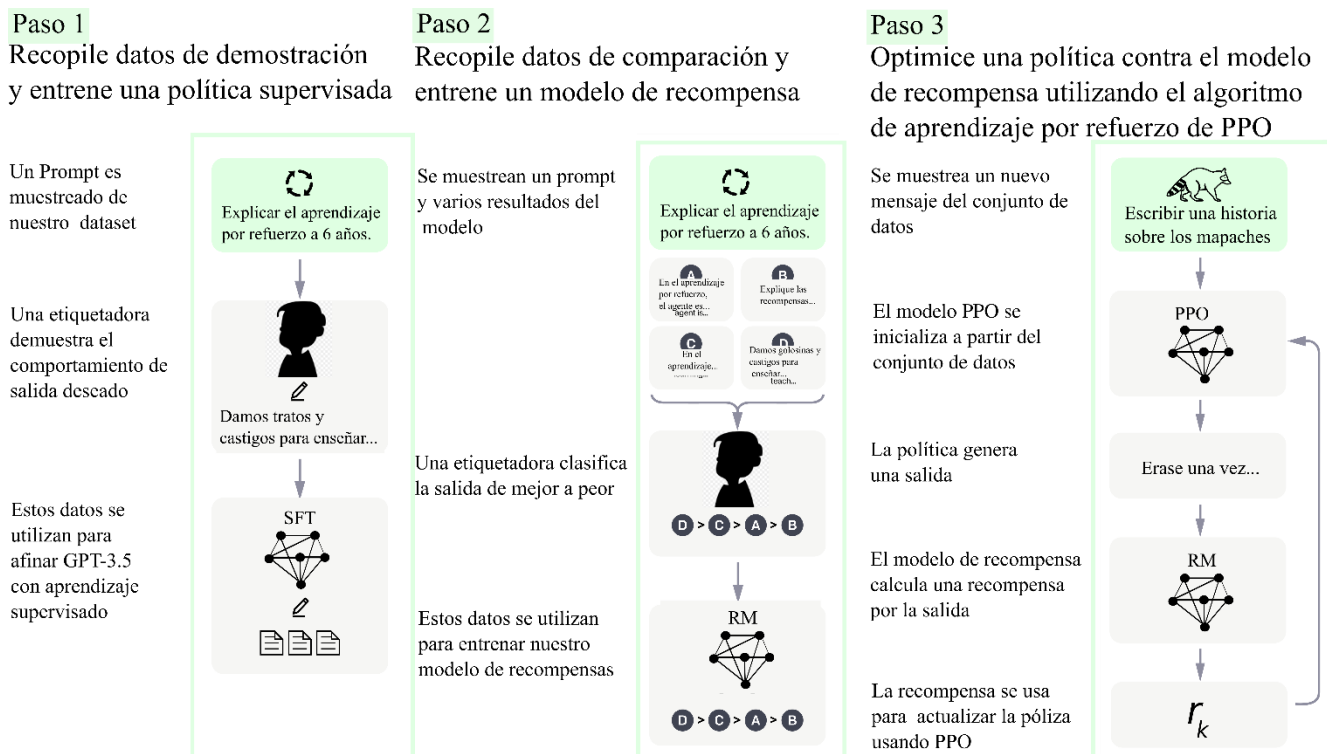 Paso 1
Recopile datos de demostración
y entrene una política supervisada
Un Prompt es
muestreado de
nuestro dataset
Explicar el aprendizaje
por refuerzo a 6 años.
Una etiquetadora
demuestra el
comportamiento de
salida descado
Damos tratos y
castigos para enseñar...
Estos datos se
utilizan para
afinar GPT-3.5
con aprendizaje
supervisado
SFT
Paso 2
Recopile datos de comparación y
entrene un modelo de recompensa
Se muestrean un prompt
y varios resultados del
modelo
Explicar el aprendizaje
por refuerzo a 6 años.
A
En el aprendizaje
por refuerzo,
el agente es...
agent is...
B
Explique las
recompensas...
C
En el
aprendizaje...
D
Damos golosinas y
castigos para
enseñar...
teach...
Una etiquetadora clasifica
la salida de mejor a peor
D > C > A > B
Estos datos se utilizan
para entrenar nuestro
modelo de recompensas
RM
D > C > A > B
Paso 3
Optimice una política contra el modelo
de recompensa utilizando el algoritmo
de aprendizaje por refuerzo de PPO
Se muestrea un nuevo
mensaje del conjunto de
datos
Escribir una historia
sobre los mapaches
El modelo PPO se
inicializa a partir del
conjunto de datos
PPO
La política genera
una salida
Erase una vez...
El modelo de recompensa
calcula una recompensa
por la salida
RM
La recompensa se usa
para actualizar la póliza
usando PPO
rk